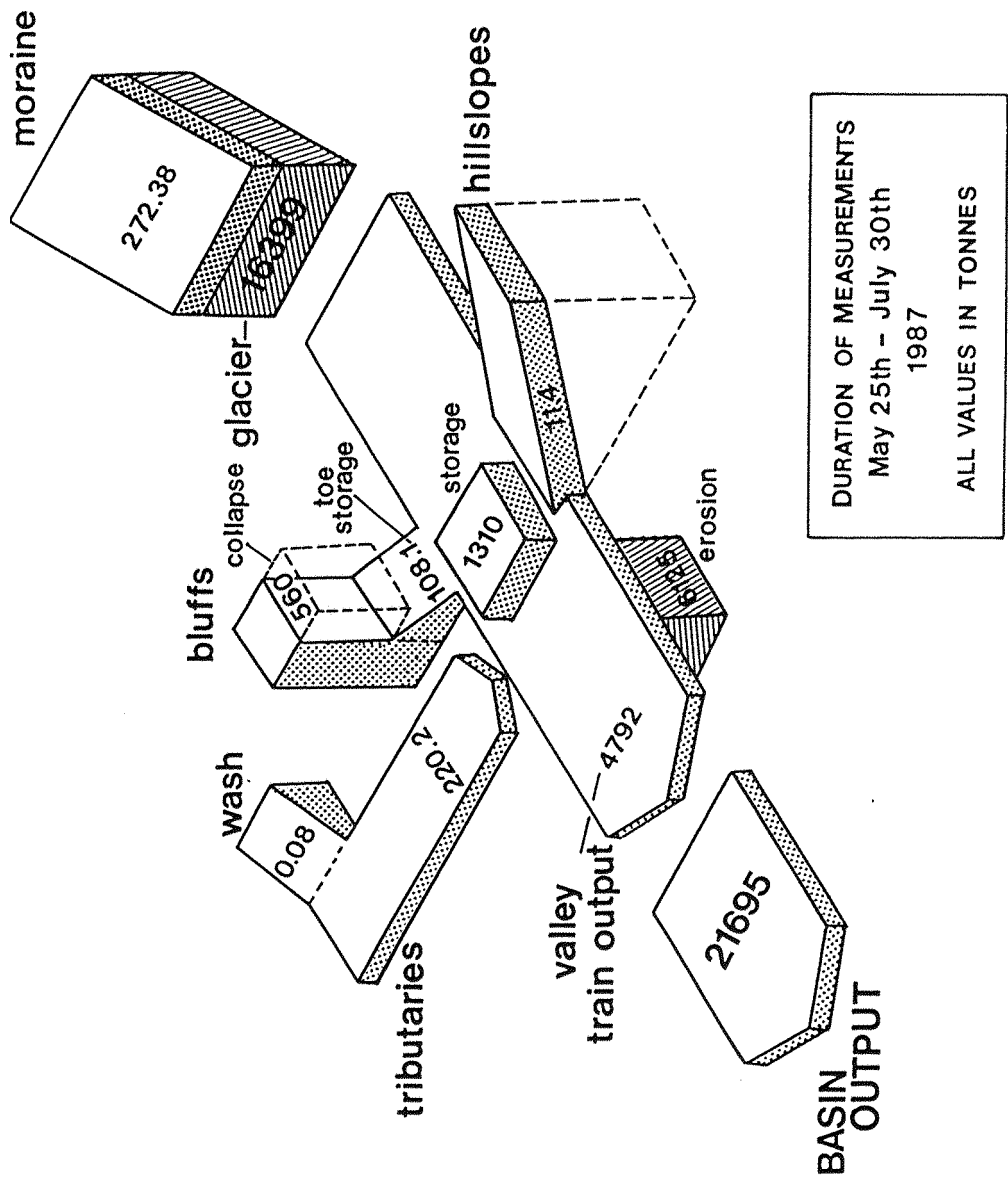 moraine
272.38
16399
glacier
bluffs
collapse
560
toe
storage
108.1
wash
0.08
220.2
tributaries
storage
1310
hillslopes
11.4
valley
train output
4792
erosion
21695
BASIN
OUTPUT
DURATION OF MEASUREMENTS
May 25th - July 30th
1987
ALL VALUES IN TONNES